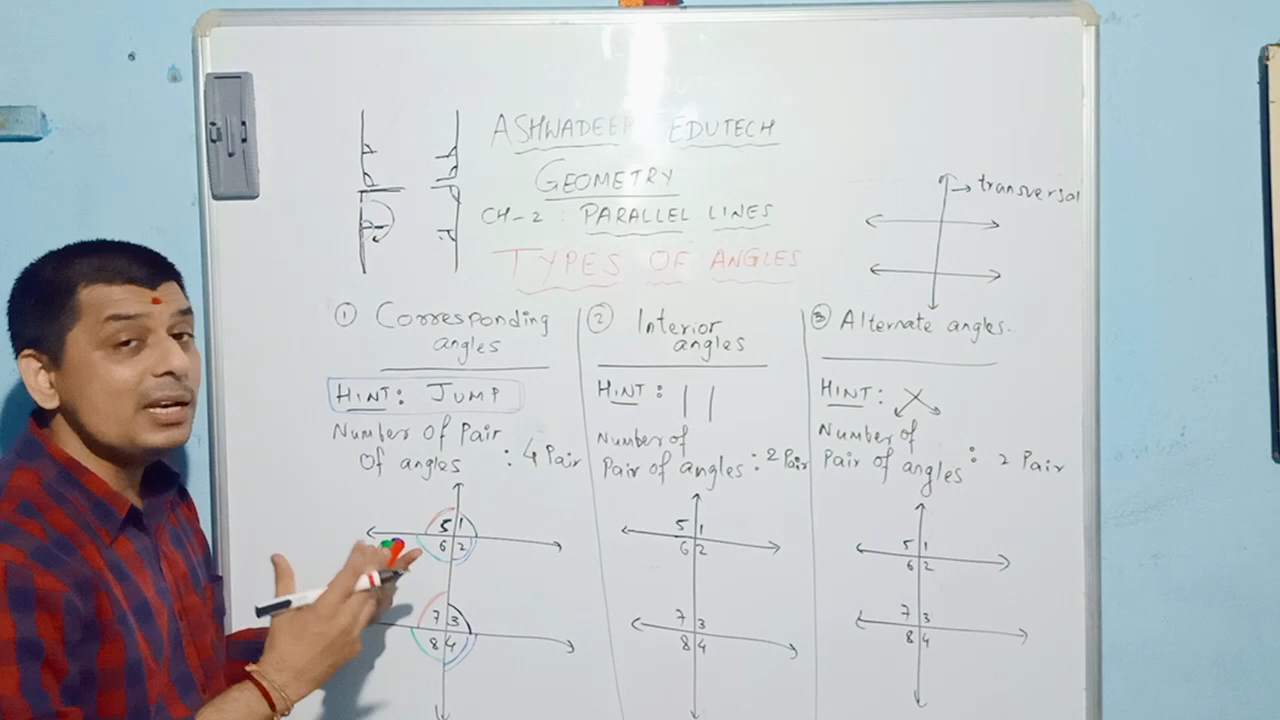 ASHWADEEP EDUTECH
GEOMETRY
CH-2 : PARALLEL LINES
TYPES OF ANGLES
transversal
① Corresponding
angles
HINT: JUMP
Number Of Pair
Of angles : 4 Pair
5 1
6 2
7 3
8 4
② Interior
angles
HINT: | |
Number of
Pair of angles : 2 Pair
5 1
6 2
7 3
8 4
③ Alternate angles.
HINT:
Number of
Pair of angles : 2 Pair
5 1
6 2
7 3
8 4